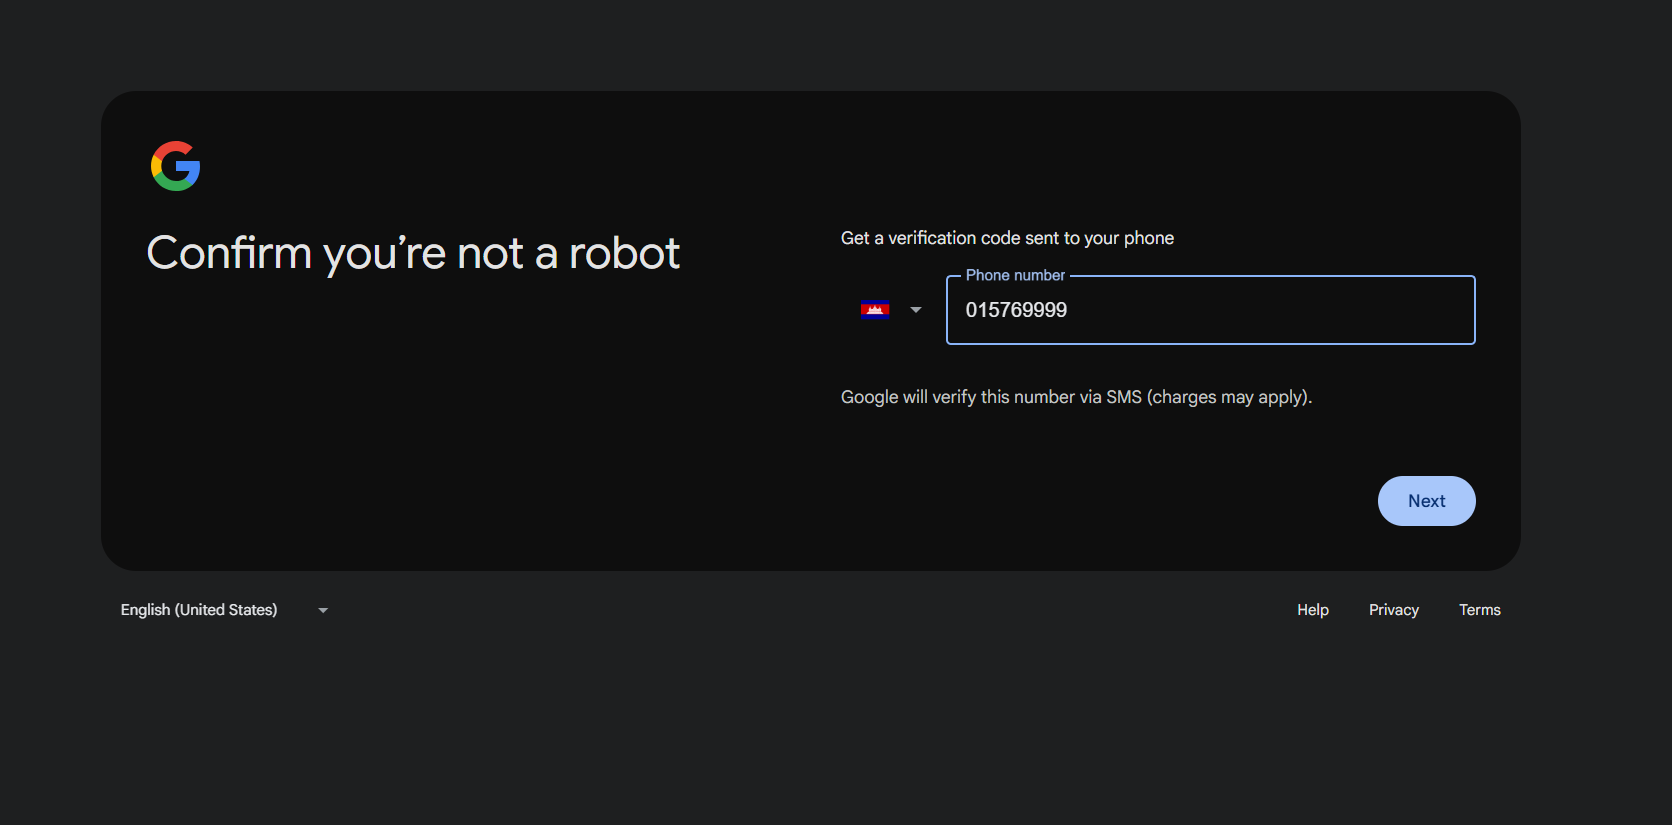 Confirm you're not a robot
Get a verification code sent to your phone
Phone number
015769999
Google will verify this number via SMS (charges may apply).
Next
English (United States)
Help
Privacy
Terms